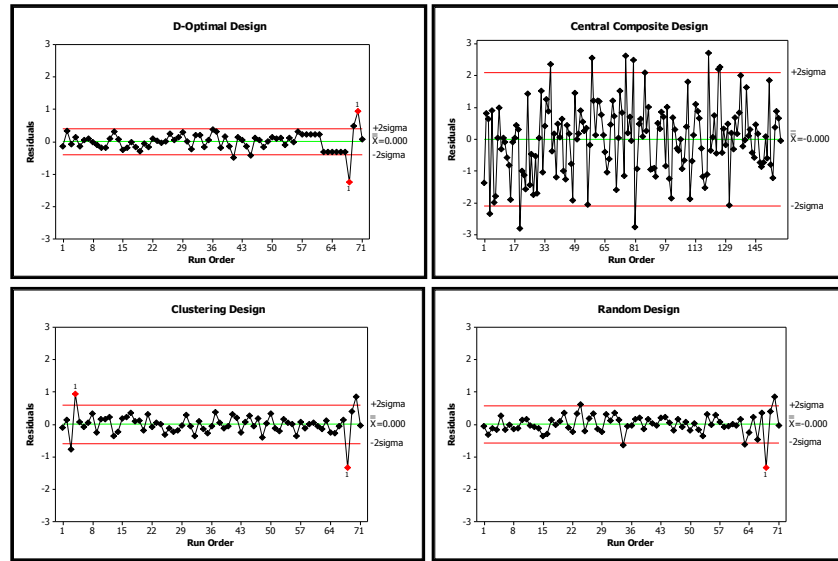 D-Optimal Design
3
2
1
0
-1
-2
-3
Residuals
1
1
+2sigma
X̿=0.000
-2sigma
1 8 15 22 29 36 43 50 57 64 71
Run Order
Central Composite Design
3
2
1
0
-1
-2
-3
Residuals
+2sigma
X̿=-0.000
-2sigma
1 17 33 49 65 81 97 113 129 145
Run Order
Clustering Design
3
2
1
0
-1
-2
-3
Residuals
1
1
+2sigma
X̿=0.000
-2sigma
1 8 15 22 29 36 43 50 57 64 71
Run Order
Random Design
3
2
1
0
-1
-2
-3
Residuals
1
+2sigma
X̿=-0.000
-2sigma
1 8 15 22 29 36 43 50 57 64 71
Run Order